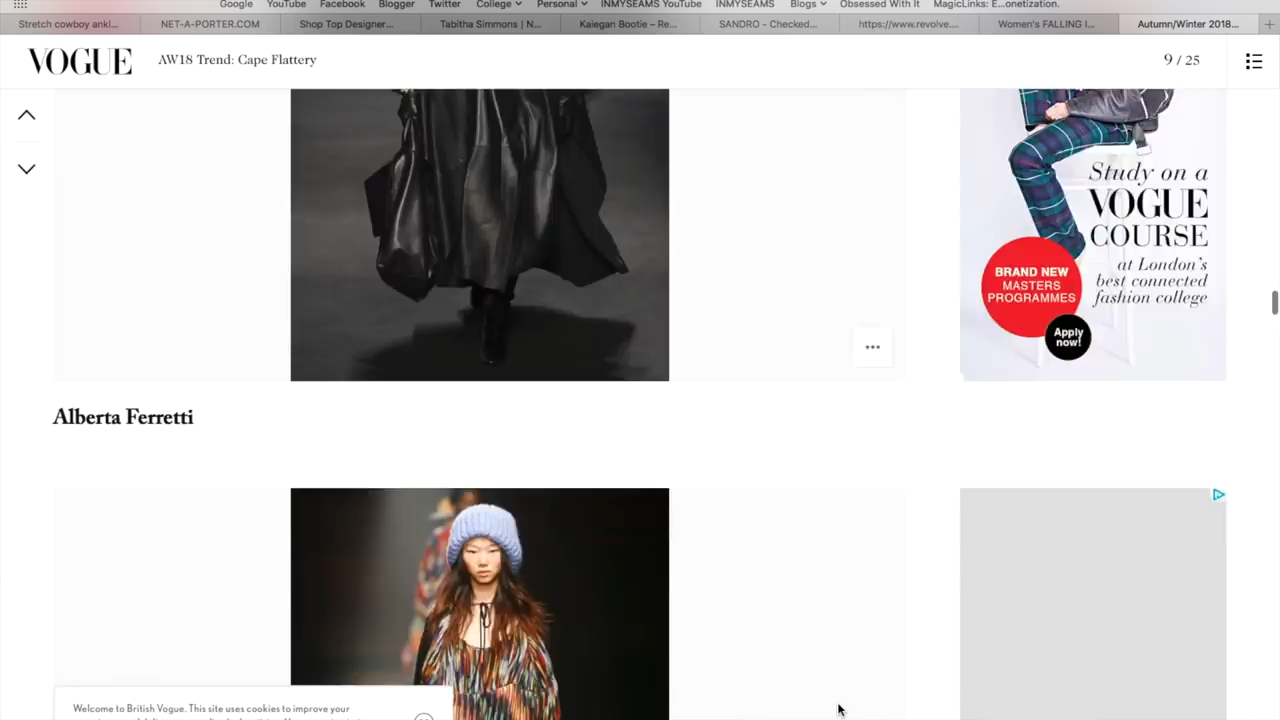 Google YouTube Facebook Blogger Twitter College Personal INMYSEAMS YouTube INMYSEAMS Blogs Obsessed With It MagicLinks: E...onetization.
Stretch cowboy ankl... NET-A-PORTER.COM Shop Top Designer... Tabitha Simmons | N... Kaiegan Bootie – Re... SANDRO - Checked... https://www.revolve.... Women's FALLING I... Autumn/Winter 2018...
VOGUE AW18 Trend: Cape Flattery 9 / 25
Study on a
VOGUE
COURSE
at London's
best connected
fashion college
BRAND NEW
MASTERS
PROGRAMMES
Apply
now!
Alberta Ferretti
Welcome to British Vogue. This site uses cookies to improve your